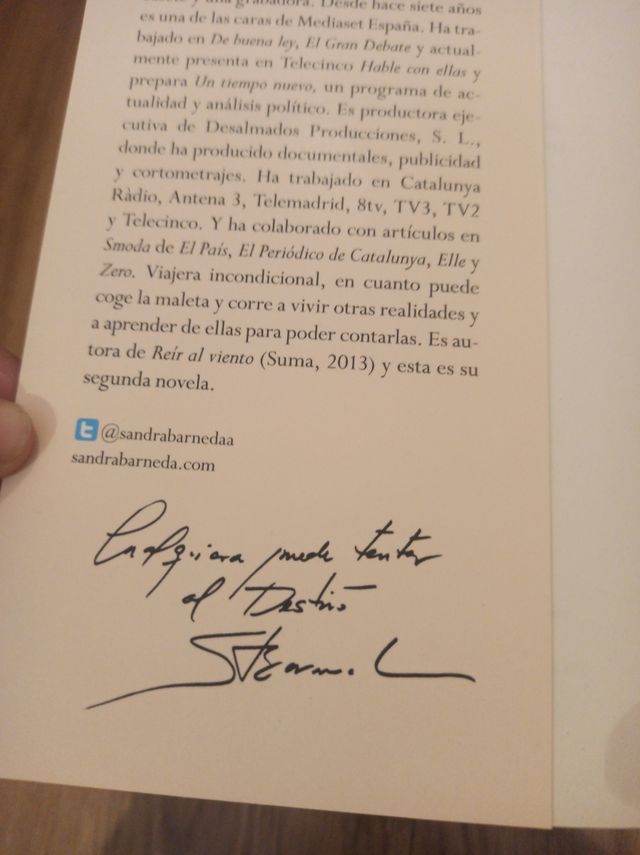 y una grabadora. Desde hace siete años
es una de las caras de Mediaset España. Ha tra-
bajado en De buena ley, El Gran Debate y actual-
mente presenta en Telecinco Hable con ellas y
prepara Un tiempo nuevo, un programa de ac-
tualidad y análisis político. Es productora eje-
cutiva de Desalmados Producciones, S. L.,
donde ha producido documentales, publicidad
y cortometrajes. Ha trabajado en Catalunya
Ràdio, Antena 3, Telemadrid, 8tv, TV3, TV2
y Telecinco. Y ha colaborado con artículos en
Smoda de El País, El Periódico de Catalunya, Elle y
Zero. Viajera incondicional, en cuanto puede
coge la maleta y corre a vivir otras realidades y
a aprender de ellas para poder contarlas. Es au-
tora de Reír al viento (Suma, 2013) y esta es su
segunda novela.
@sandrabarnedaa
sandrabarneda.com
Cualquiera puede tentar
al Destino